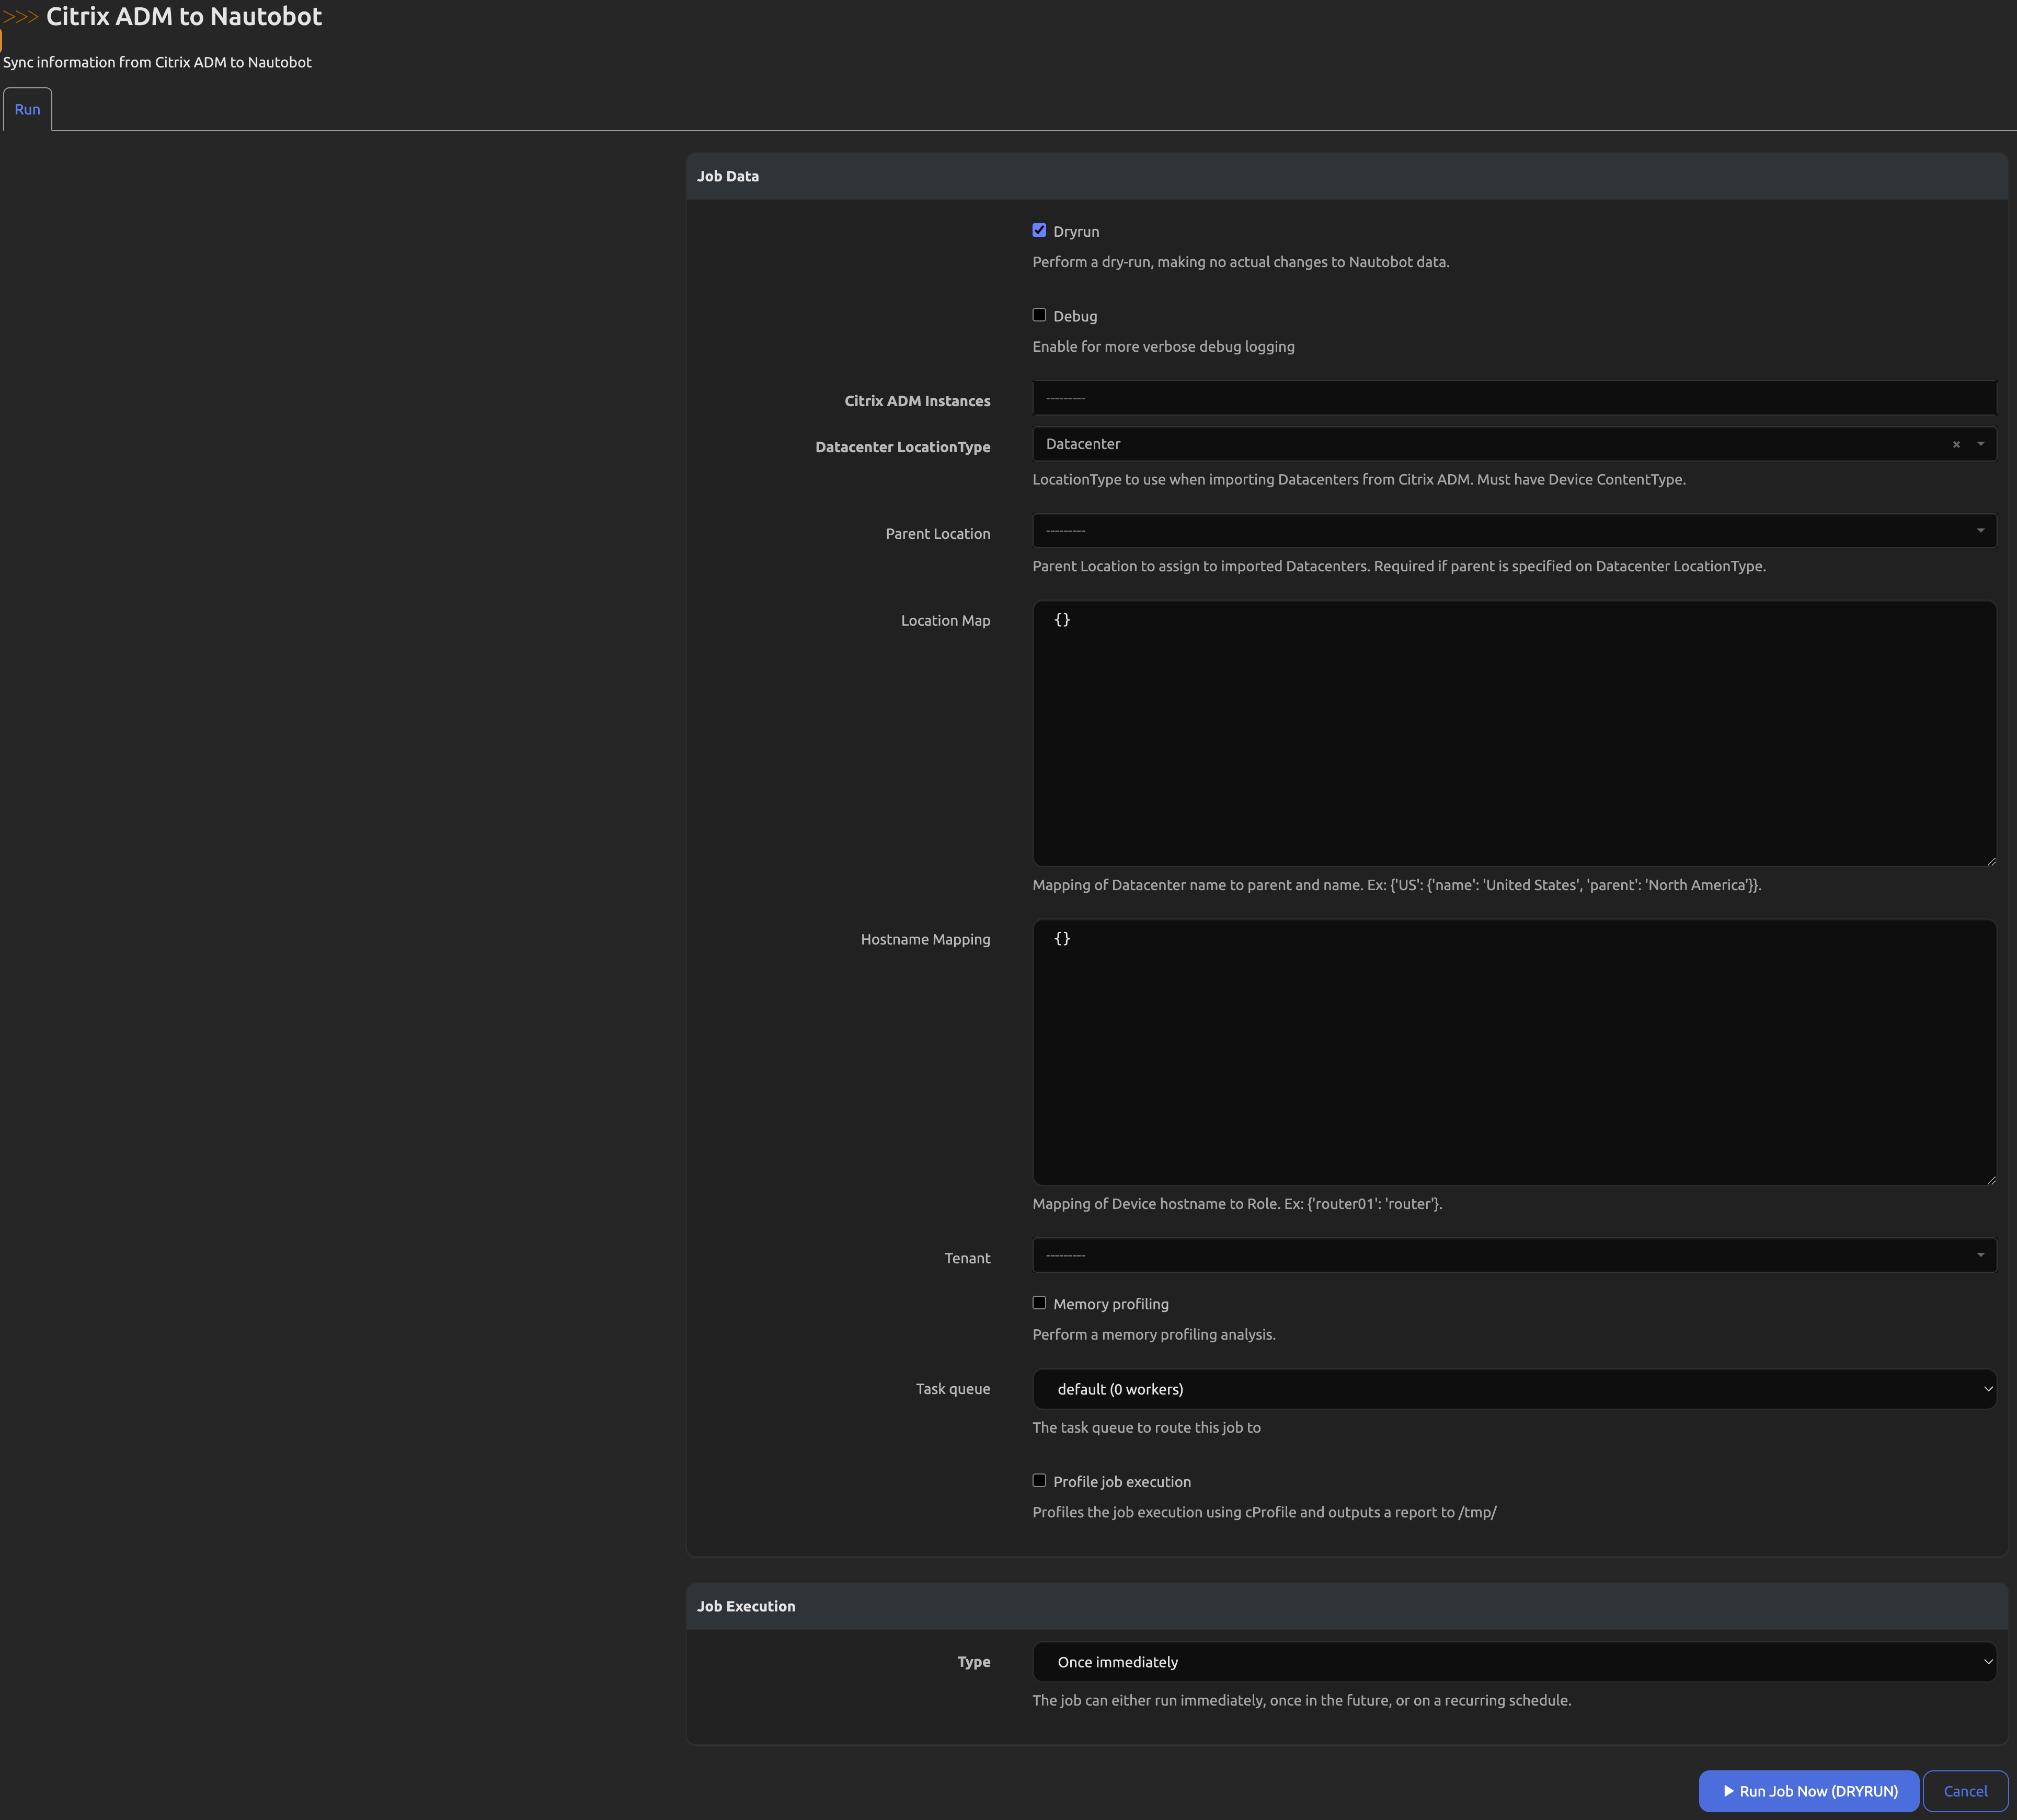 >>> Citrix ADM to Nautobot
Sync information from Citrix ADM to Nautobot
Run
Job Data
Dryrun
Perform a dry-run, making no actual changes to Nautobot data.
Debug
Enable for more verbose debug logging
Citrix ADM Instances
---------
Datacenter LocationType
Datacenter
×
LocationType to use when importing Datacenters from Citrix ADM. Must have Device ContentType.
Parent Location
---------
Parent Location to assign to imported Datacenters. Required if parent is specified on Datacenter LocationType.
Location Map
{}
Mapping of Datacenter name to parent and name. Ex: {'US': {'name': 'United States', 'parent': 'North America'}}.
Hostname Mapping
{}
Mapping of Device hostname to Role. Ex: {'router01': 'router'}.
Tenant
---------
Memory profiling
Perform a memory profiling analysis.
Task queue
default (0 workers)
The task queue to route this job to
Profile job execution
Profiles the job execution using cProfile and outputs a report to /tmp/
Job Execution
Type
Once immediately
The job can either run immediately, once in the future, or on a recurring schedule.
Run Job Now (DRYRUN)
Cancel